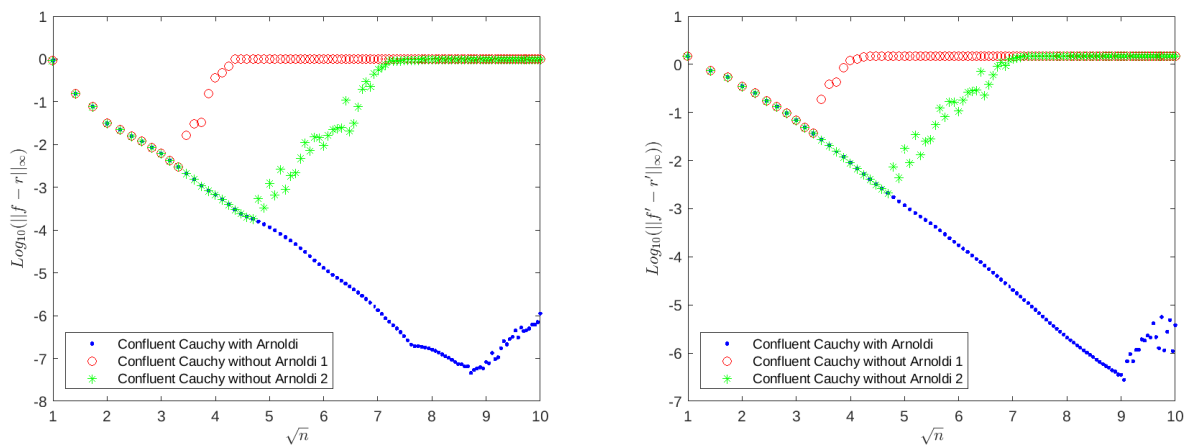 1
0
-1
-2
-3
-4
-5
-6
-7
-8
Log₁₀(||f − r||∞)
Confluent Cauchy with Arnoldi
Confluent Cauchy without Arnoldi 1
Confluent Cauchy without Arnoldi 2
1 2 3 4 5 6 7 8 9 10
√n
1
0
-1
-2
-3
-4
-5
-6
-7
Log₁₀(||f′ − r′||∞))
Confluent Cauchy with Arnoldi
Confluent Cauchy without Arnoldi 1
Confluent Cauchy without Arnoldi 2
1 2 3 4 5 6 7 8 9 10
√n